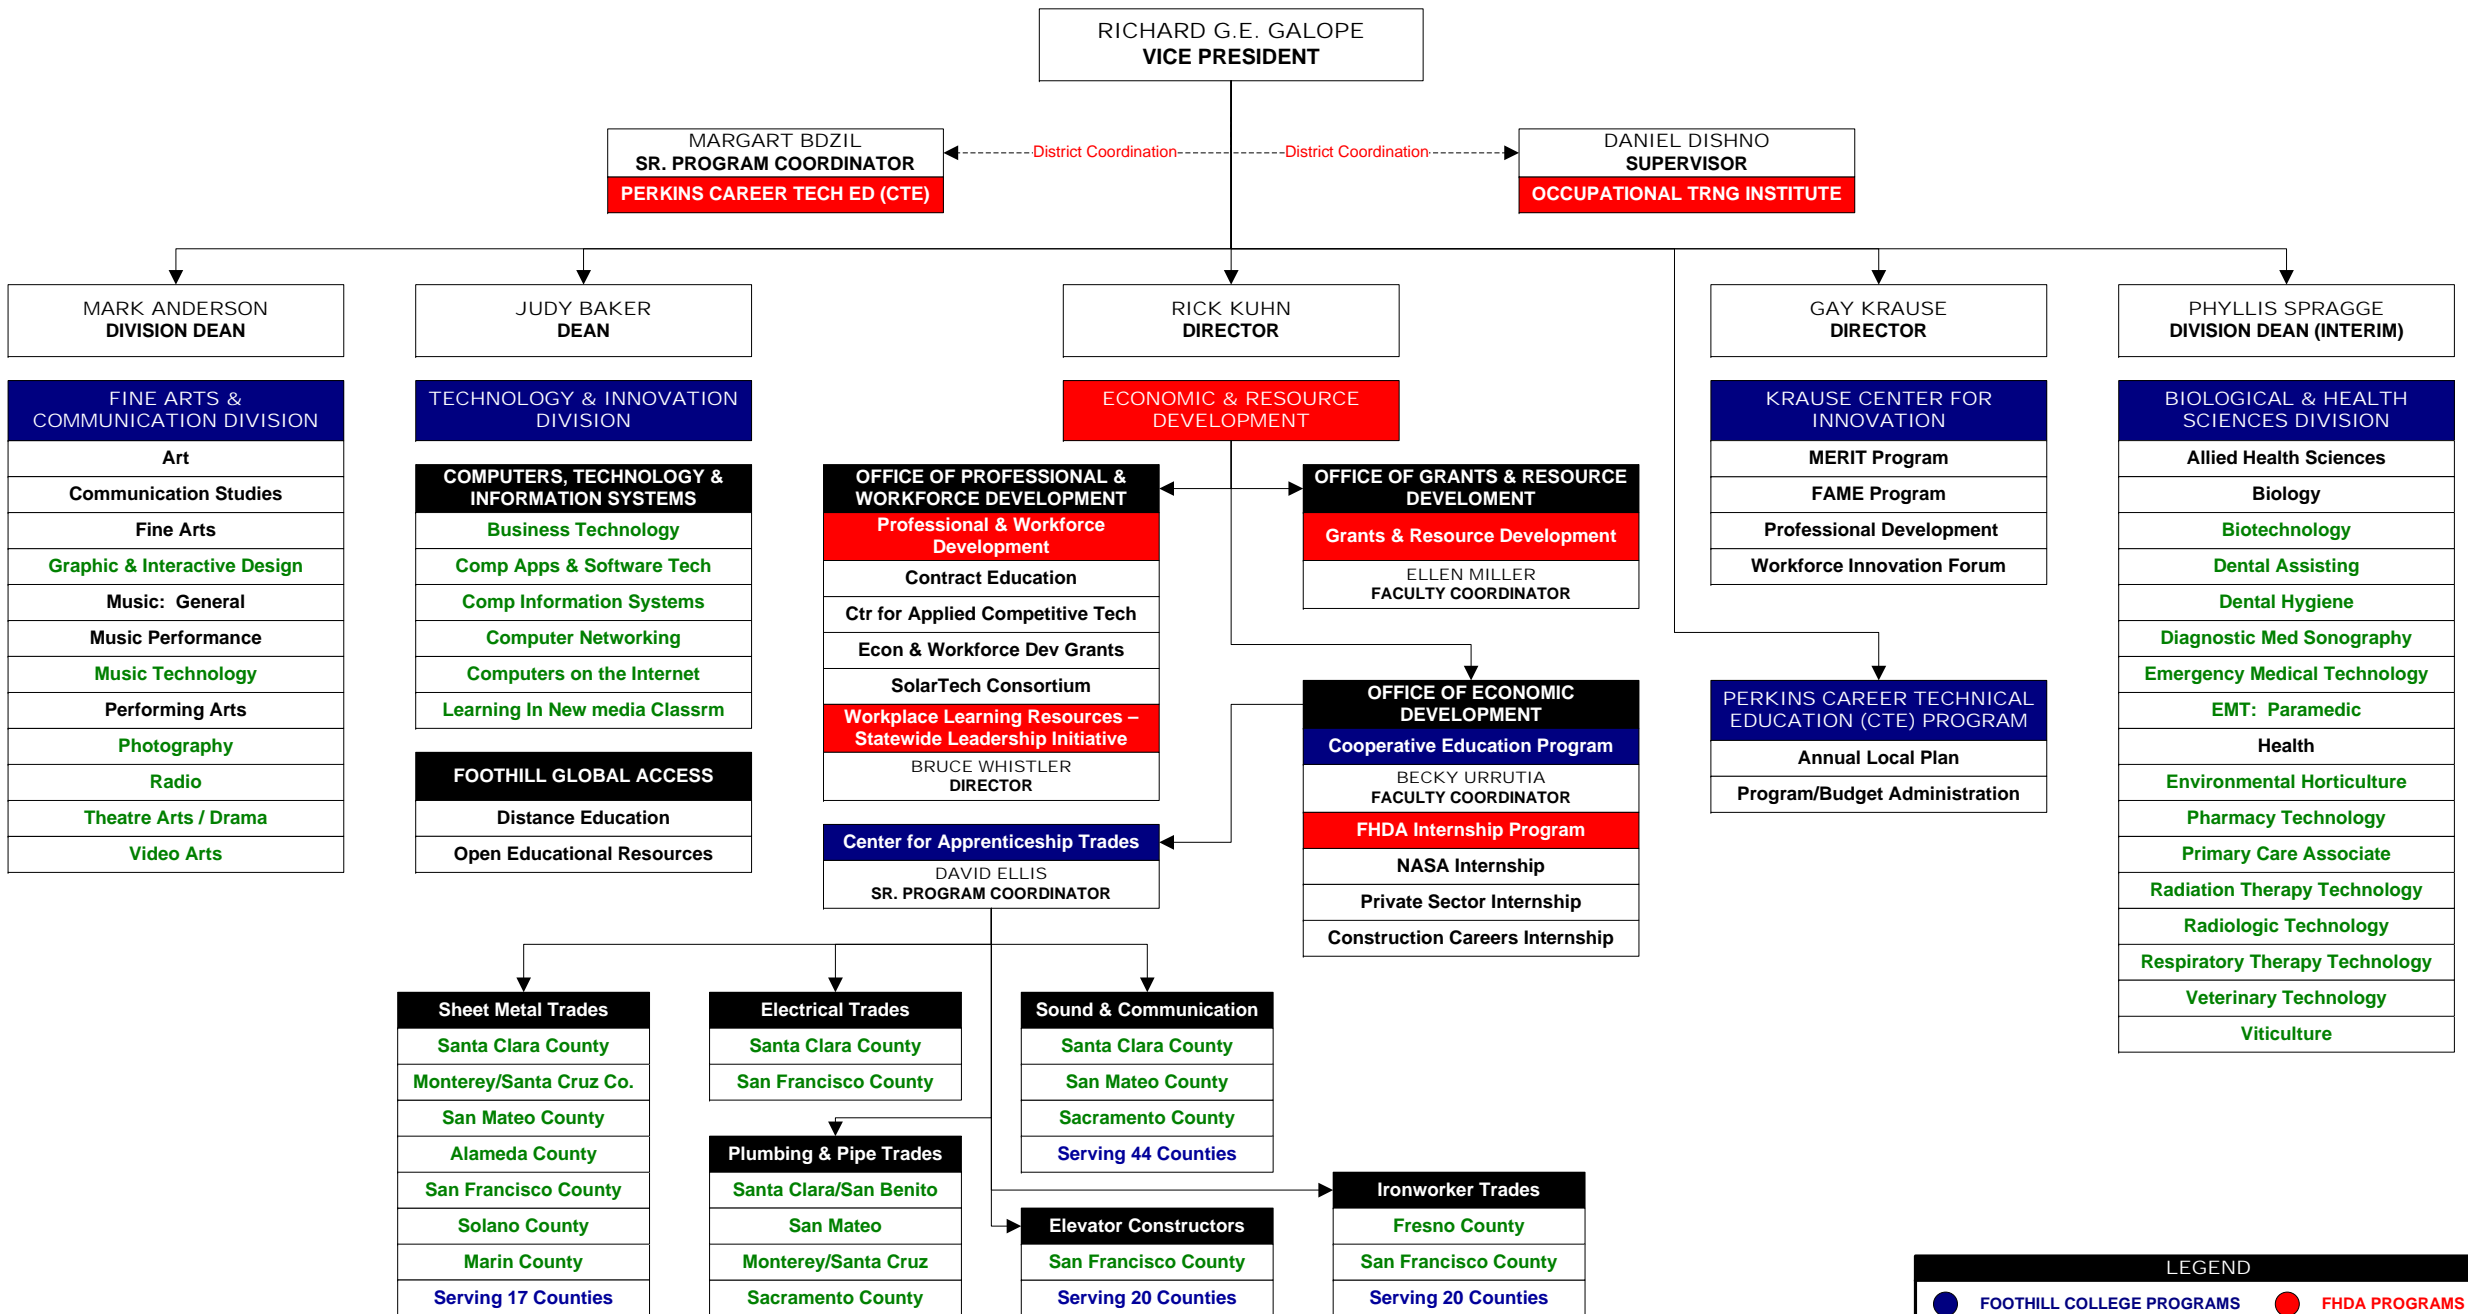 RICHARD G.E. GALOPE
VICE PRESIDENT
MARGART BDZIL
SR. PROGRAM COORDINATOR
PERKINS CAREER TECH ED (CTE)
District Coordination
District Coordination
DANIEL DISHNO
SUPERVISOR
OCCUPATIONAL TRNG INSTITUTE
MARK ANDERSON
DIVISION DEAN
FINE ARTS &
COMMUNICATION DIVISION
Art
Communication Studies
Fine Arts
Graphic & Interactive Design
Music: General
Music Performance
Music Technology
Performing Arts
Photography
Radio
Theatre Arts / Drama
Video Arts
JUDY BAKER
DEAN
TECHNOLOGY & INNOVATION
DIVISION
COMPUTERS, TECHNOLOGY &
INFORMATION SYSTEMS
Business Technology
Comp Apps & Software Tech
Comp Information Systems
Computer Networking
Computers on the Internet
Learning In New media Classrm
FOOTHILL GLOBAL ACCESS
Distance Education
Open Educational Resources
RICK KUHN
DIRECTOR
ECONOMIC & RESOURCE
DEVELOPMENT
OFFICE OF PROFESSIONAL &
WORKFORCE DEVELOPMENT
Professional & Workforce
Development
Contract Education
Ctr for Applied Competitive Tech
Econ & Workforce Dev Grants
SolarTech Consortium
Workplace Learning Resources –
Statewide Leadership Initiative
BRUCE WHISTLER
DIRECTOR
OFFICE OF GRANTS & RESOURCE
DEVELOMENT
Grants & Resource Development
ELLEN MILLER
FACULTY COORDINATOR
OFFICE OF ECONOMIC
DEVELOPMENT
Cooperative Education Program
BECKY URRUTIA
FACULTY COORDINATOR
FHDA Internship Program
NASA Internship
Private Sector Internship
Construction Careers Internship
Center for Apprenticeship Trades
DAVID ELLIS
SR. PROGRAM COORDINATOR
Sheet Metal Trades
Santa Clara County
Monterey/Santa Cruz Co.
San Mateo County
Alameda County
San Francisco County
Solano County
Marin County
Serving 17 Counties
Electrical Trades
Santa Clara County
San Francisco County
Plumbing & Pipe Trades
Santa Clara/San Benito
San Mateo
Monterey/Santa Cruz
Sacramento County
Sound & Communication
Santa Clara County
San Mateo County
Sacramento County
Serving 44 Counties
Elevator Constructors
San Francisco County
Serving 20 Counties
Ironworker Trades
Fresno County
San Francisco County
Serving 20 Counties
GAY KRAUSE
DIRECTOR
KRAUSE CENTER FOR
INNOVATION
MERIT Program
FAME Program
Professional Development
Workforce Innovation Forum
PERKINS CAREER TECHNICAL
EDUCATION (CTE) PROGRAM
Annual Local Plan
Program/Budget Administration
PHYLLIS SPRAGGE
DIVISION DEAN (INTERIM)
BIOLOGICAL & HEALTH
SCIENCES DIVISION
Allied Health Sciences
Biology
Biotechnology
Dental Assisting
Dental Hygiene
Diagnostic Med Sonography
Emergency Medical Technology
EMT: Paramedic
Health
Environmental Horticulture
Pharmacy Technology
Primary Care Associate
Radiation Therapy Technology
Radiologic Technology
Respiratory Therapy Technology
Veterinary Technology
Viticulture
LEGEND
FOOTHILL COLLEGE PROGRAMS
FHDA PROGRAMS